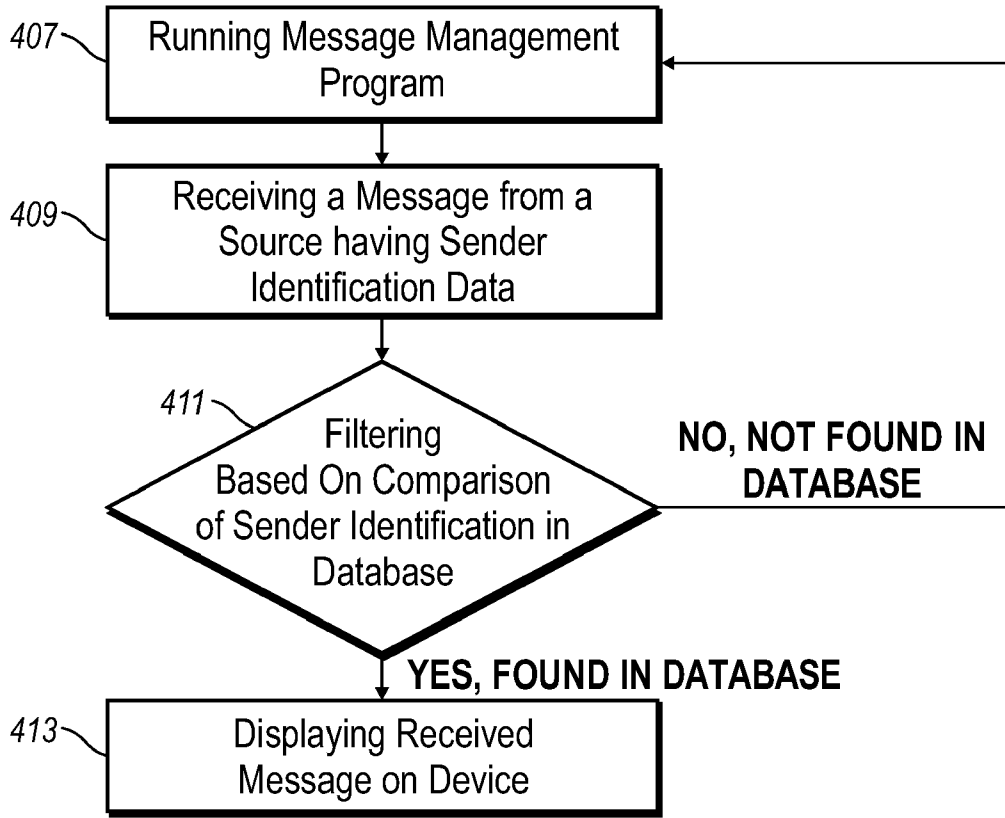 407
Running Message Management
Program
409
Receiving a Message from a
Source having Sender
Identification Data
411
Filtering
Based On Comparison
of Sender Identification in
Database
NO, NOT FOUND IN
DATABASE
YES, FOUND IN DATABASE
413
Displaying Received
Message on Device